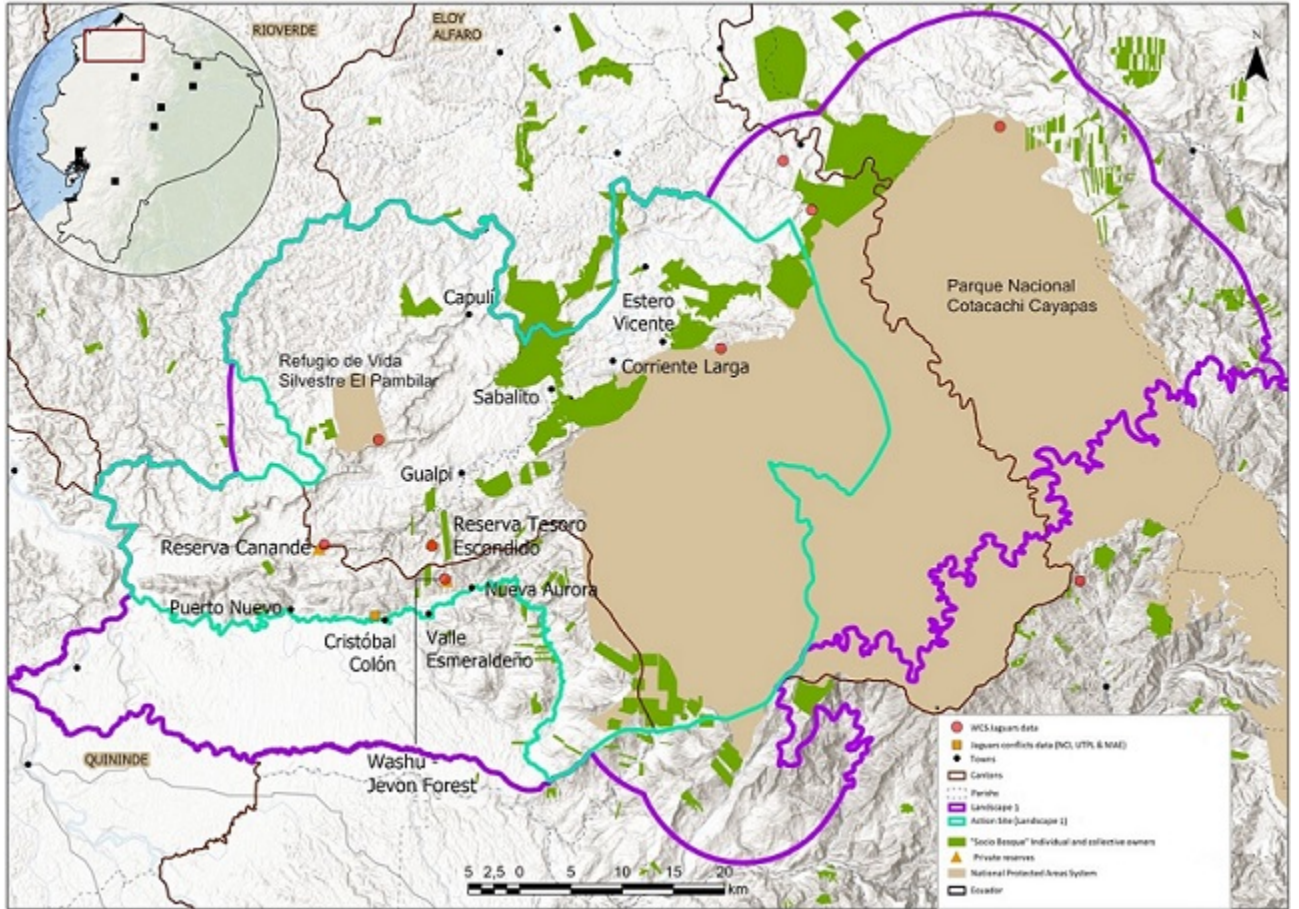 RIOVERDE
ELOY
ALFARO
N
Parque Nacional
Cotacachi Cayapas
Capulí
Estero
Vicente
Refugio de Vida
Silvestre El Pambilar
Corriente Larga
Sabalito
Gualpi
Reserva Tesoro
Escondido
Reserva Canandé
Nueva Aurora
Puerto Nuevo
Cristóbal
Colón
Valle
Esmeraldeño
Washu -
Jevon Forest
QUININDE
WCS Jaguars data
Jaguars conflicts data (NCI, UTPL & MAE)
Towns
Cantons
Parishs
Landscape 1
Action Site (Landscape 1)
"Socio Bosque" Individual and collective owners
Private reserves
National Protected Areas System
Ecuador
5 2,5 0 5 10 15 20
km